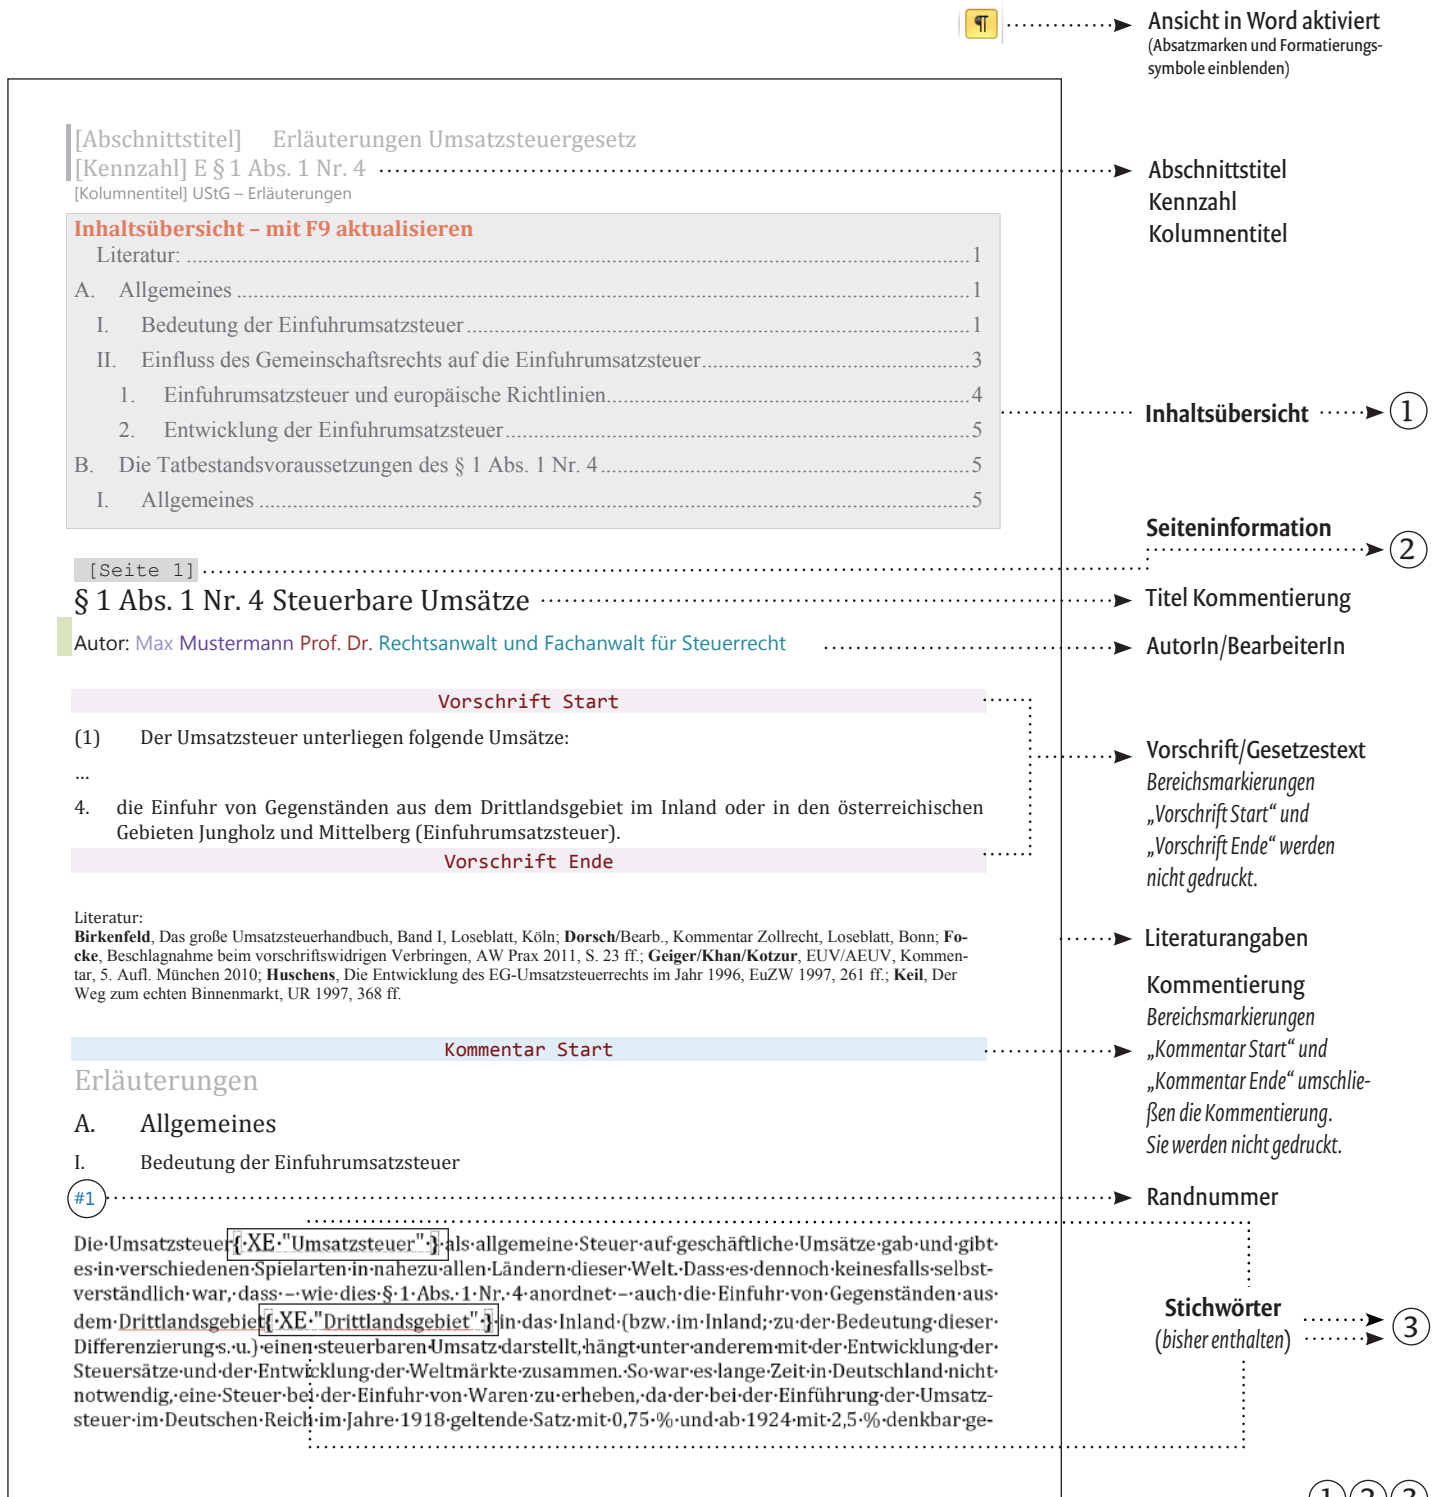 ¶ Ansicht in Word aktiviert
(Absatzmarken und Formatierungs-
symbole einblenden)
[Abschnittstitel] Erläuterungen Umsatzsteuergesetz
[Kennzahl] E § 1 Abs. 1 Nr. 4
[Kolumnentitel] UStG – Erläuterungen
Abschnittstitel
Kennzahl
Kolumnentitel
Inhaltsübersicht – mit F9 aktualisieren
Literatur: 1
A. Allgemeines 1
I. Bedeutung der Einfuhrumsatzsteuer 1
II. Einfluss des Gemeinschaftsrechts auf die Einfuhrumsatzsteuer 3
1. Einfuhrumsatzsteuer und europäische Richtlinien 4
2. Entwicklung der Einfuhrumsatzsteuer 5
B. Die Tatbestandsvoraussetzungen des § 1 Abs. 1 Nr. 4 5
I. Allgemeines 5
Inhaltsübersicht 1
Seiteninformation 2
[Seite 1]
§ 1 Abs. 1 Nr. 4 Steuerbare Umsätze
Titel Kommentierung
Autor: Max Mustermann Prof. Dr. Rechtsanwalt und Fachanwalt für Steuerrecht
AutorIn/BearbeiterIn
Vorschrift Start
(1) Der Umsatzsteuer unterliegen folgende Umsätze:
...
4. die Einfuhr von Gegenständen aus dem Drittlandsgebiet im Inland oder in den österreichischen
Gebieten Jungholz und Mittelberg (Einfuhrumsatzsteuer).
Vorschrift Ende
Vorschrift/Gesetzestext
Bereichsmarkierungen
„Vorschrift Start“ und
„Vorschrift Ende“ werden
nicht gedruckt.
Literatur:
Birkenfeld, Das große Umsatzsteuerhandbuch, Band I, Loseblatt, Köln; Dorsch/Bearb., Kommentar Zollrecht, Loseblatt, Bonn; Fo-
cke, Beschlagnahme beim vorschriftswidrigen Verbringen, AW Prax 2011, S. 23 ff.; Geiger/Khan/Kotzur, EUV/AEUV, Kommen-
tar, 5. Aufl. München 2010; Huschens, Die Entwicklung des EG-Umsatzsteuerrechts im Jahr 1996, EuZW 1997, 261 ff.; Keil, Der
Weg zum echten Binnenmarkt, UR 1997, 368 ff.
Literaturangaben
Kommentierung
Bereichsmarkierungen
„Kommentar Start“ und
„Kommentar Ende“ umschlie-
ßen die Kommentierung.
Sie werden nicht gedruckt.
Kommentar Start
Erläuterungen
A. Allgemeines
I. Bedeutung der Einfuhrumsatzsteuer
#1
Randnummer
Die·Umsatzsteuer{·XE·"Umsatzsteuer"·}·als·allgemeine·Steuer·auf·geschäftliche·Umsätze·gab·und·gibt·
es·in·verschiedenen·Spielarten·in·nahezu·allen·Ländern·dieser·Welt.·Dass·es·dennoch·keinesfalls·selbst-
verständlich·war,·dass·–·wie·dies·§·1·Abs.·1·Nr.·4·anordnet·–·auch·die·Einfuhr·von·Gegenständen·aus·
dem·Drittlandsgebiet{·XE·"Drittlandsgebiet"·}·in·das·Inland·(bzw.·im·Inland;·zu·der·Bedeutung·dieser·
Differenzierung·s.·u.)·einen·steuerbaren·Umsatz·darstellt,·hängt·unter·anderem·mit·der·Entwicklung·der·
Steuersätze·und·der·Entwicklung·der·Weltmärkte·zusammen.·So·war·es·lange·Zeit·in·Deutschland·nicht·
notwendig,·eine·Steuer·bei·der·Einfuhr·von·Waren·zu·erheben,·da·der·bei·der·Einführung·der·Umsatz-
steuer·im·Deutschen·Reich·im·Jahre·1918·geltende·Satz·mit·0,75·%·und·ab·1924·mit·2,5·%·denkbar·ge-
Stichwörter
(bisher enthalten) 3
1 2 3